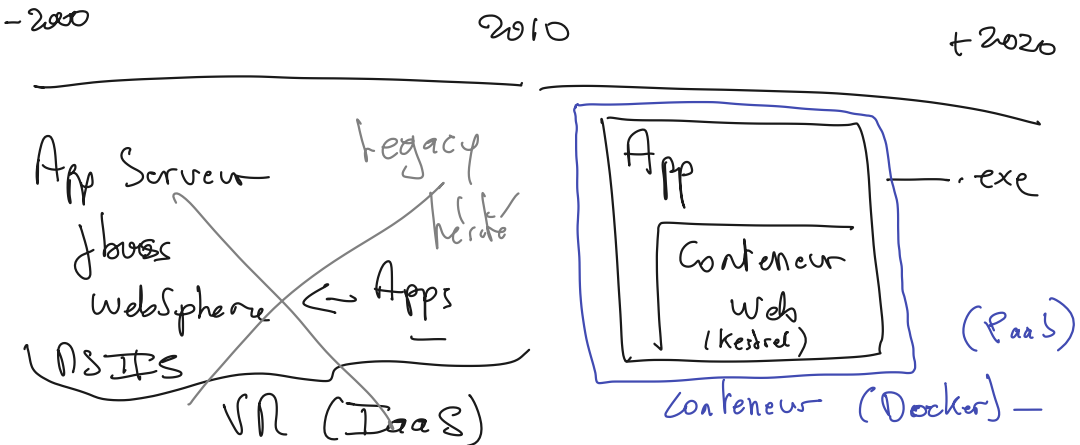 -2000
2010
+2020
App Serveur
Legacy
hérité
Jboss
WebSphere
<- Apps
MS IIS
VM (IaaS)
App
.exe
Conteneur
Web
(Kestrel)
(PaaS)
Conteneur (Docker)